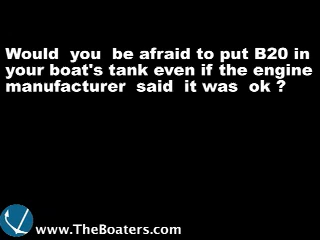 Would you be afraid to put B20 in
your boat's tank even if the engine
manufacturer said it was ok ?
www.TheBoaters.com